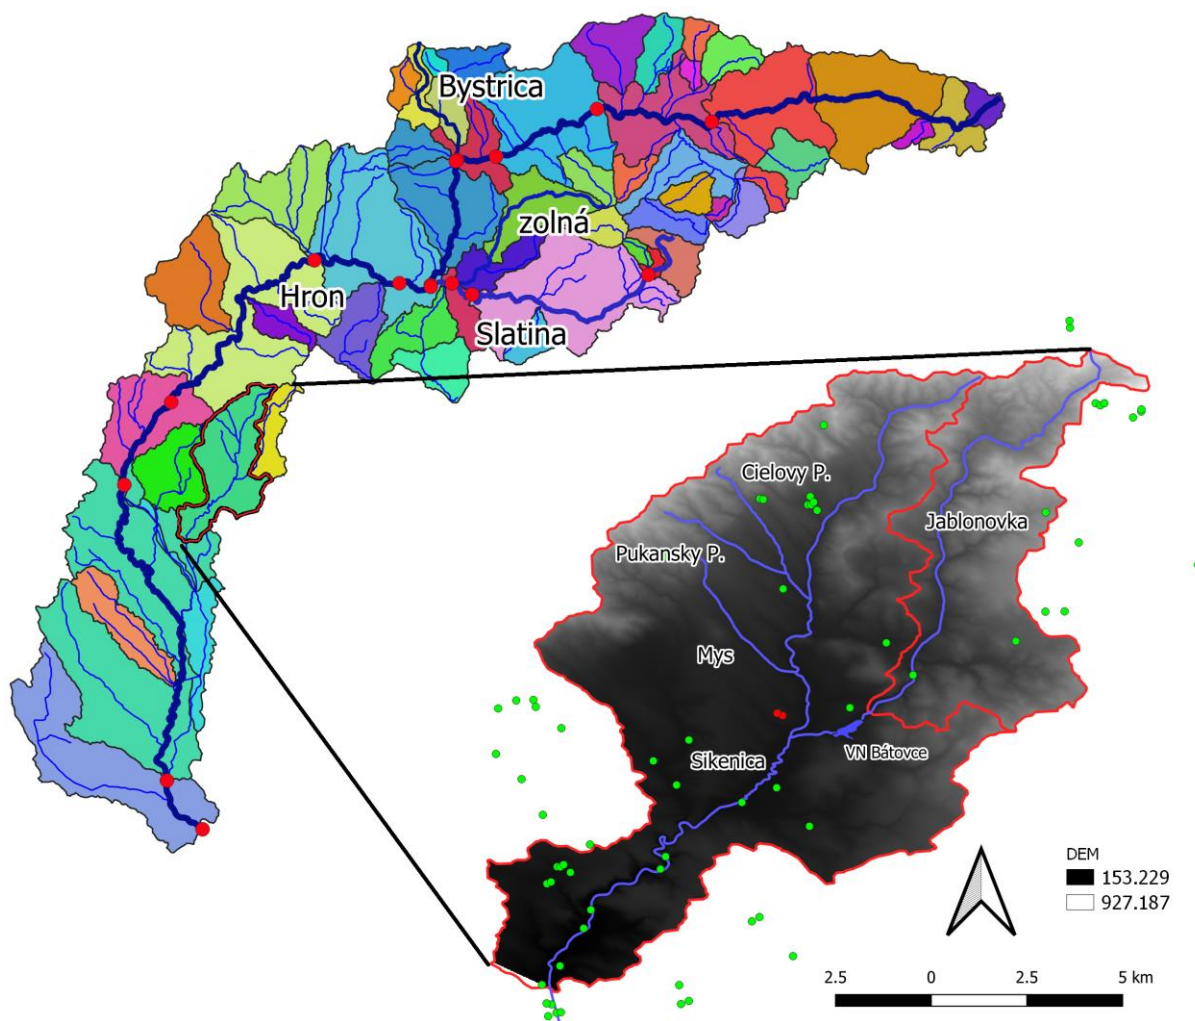 Bystrica
zolná
Hron
Slatina
Cielovy P.
Jablonovka
Pukansky P.
Mys
Sikenica
VN Bátovce
DEM
153.229
927.187
2.5 0 2.5 5 km